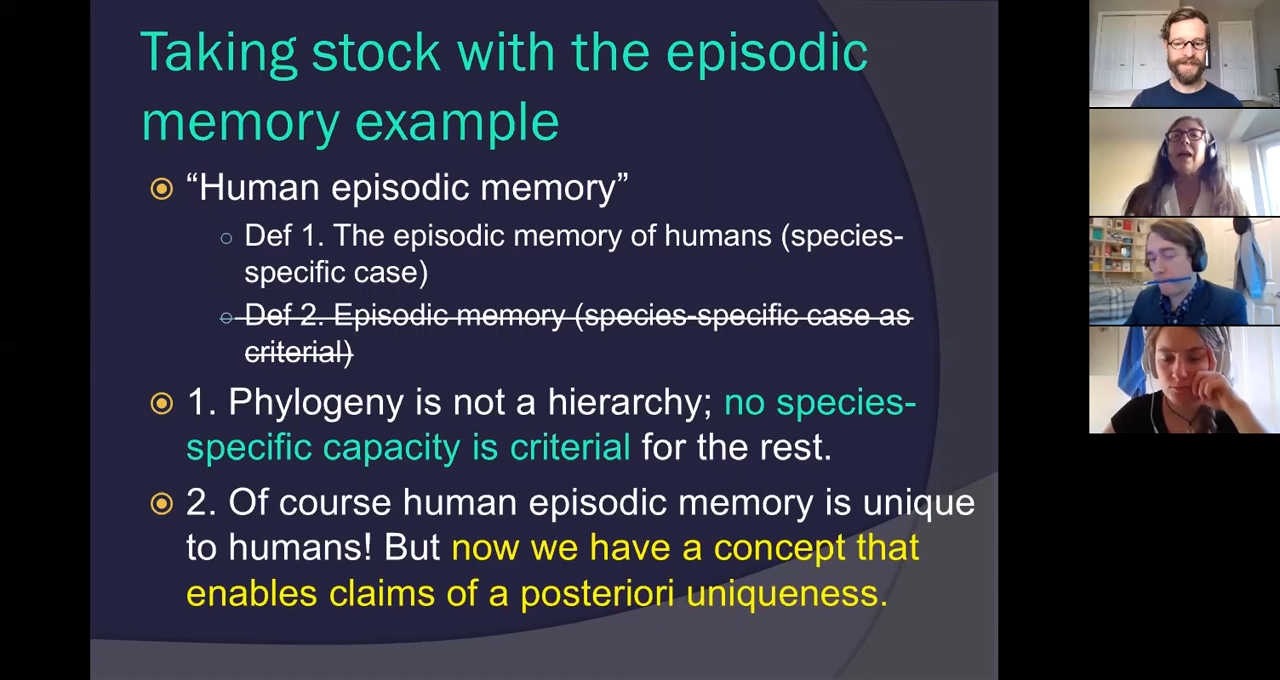 Taking stock with the episodic
memory example
“Human episodic memory”
Def 1. The episodic memory of humans (species-
specific case)
Def 2. Episodic memory (species-specific case as
criterial)
1. Phylogeny is not a hierarchy; no species-
specific capacity is criterial for the rest.
2. Of course human episodic memory is unique
to humans! But now we have a concept that
enables claims of a posteriori uniqueness.